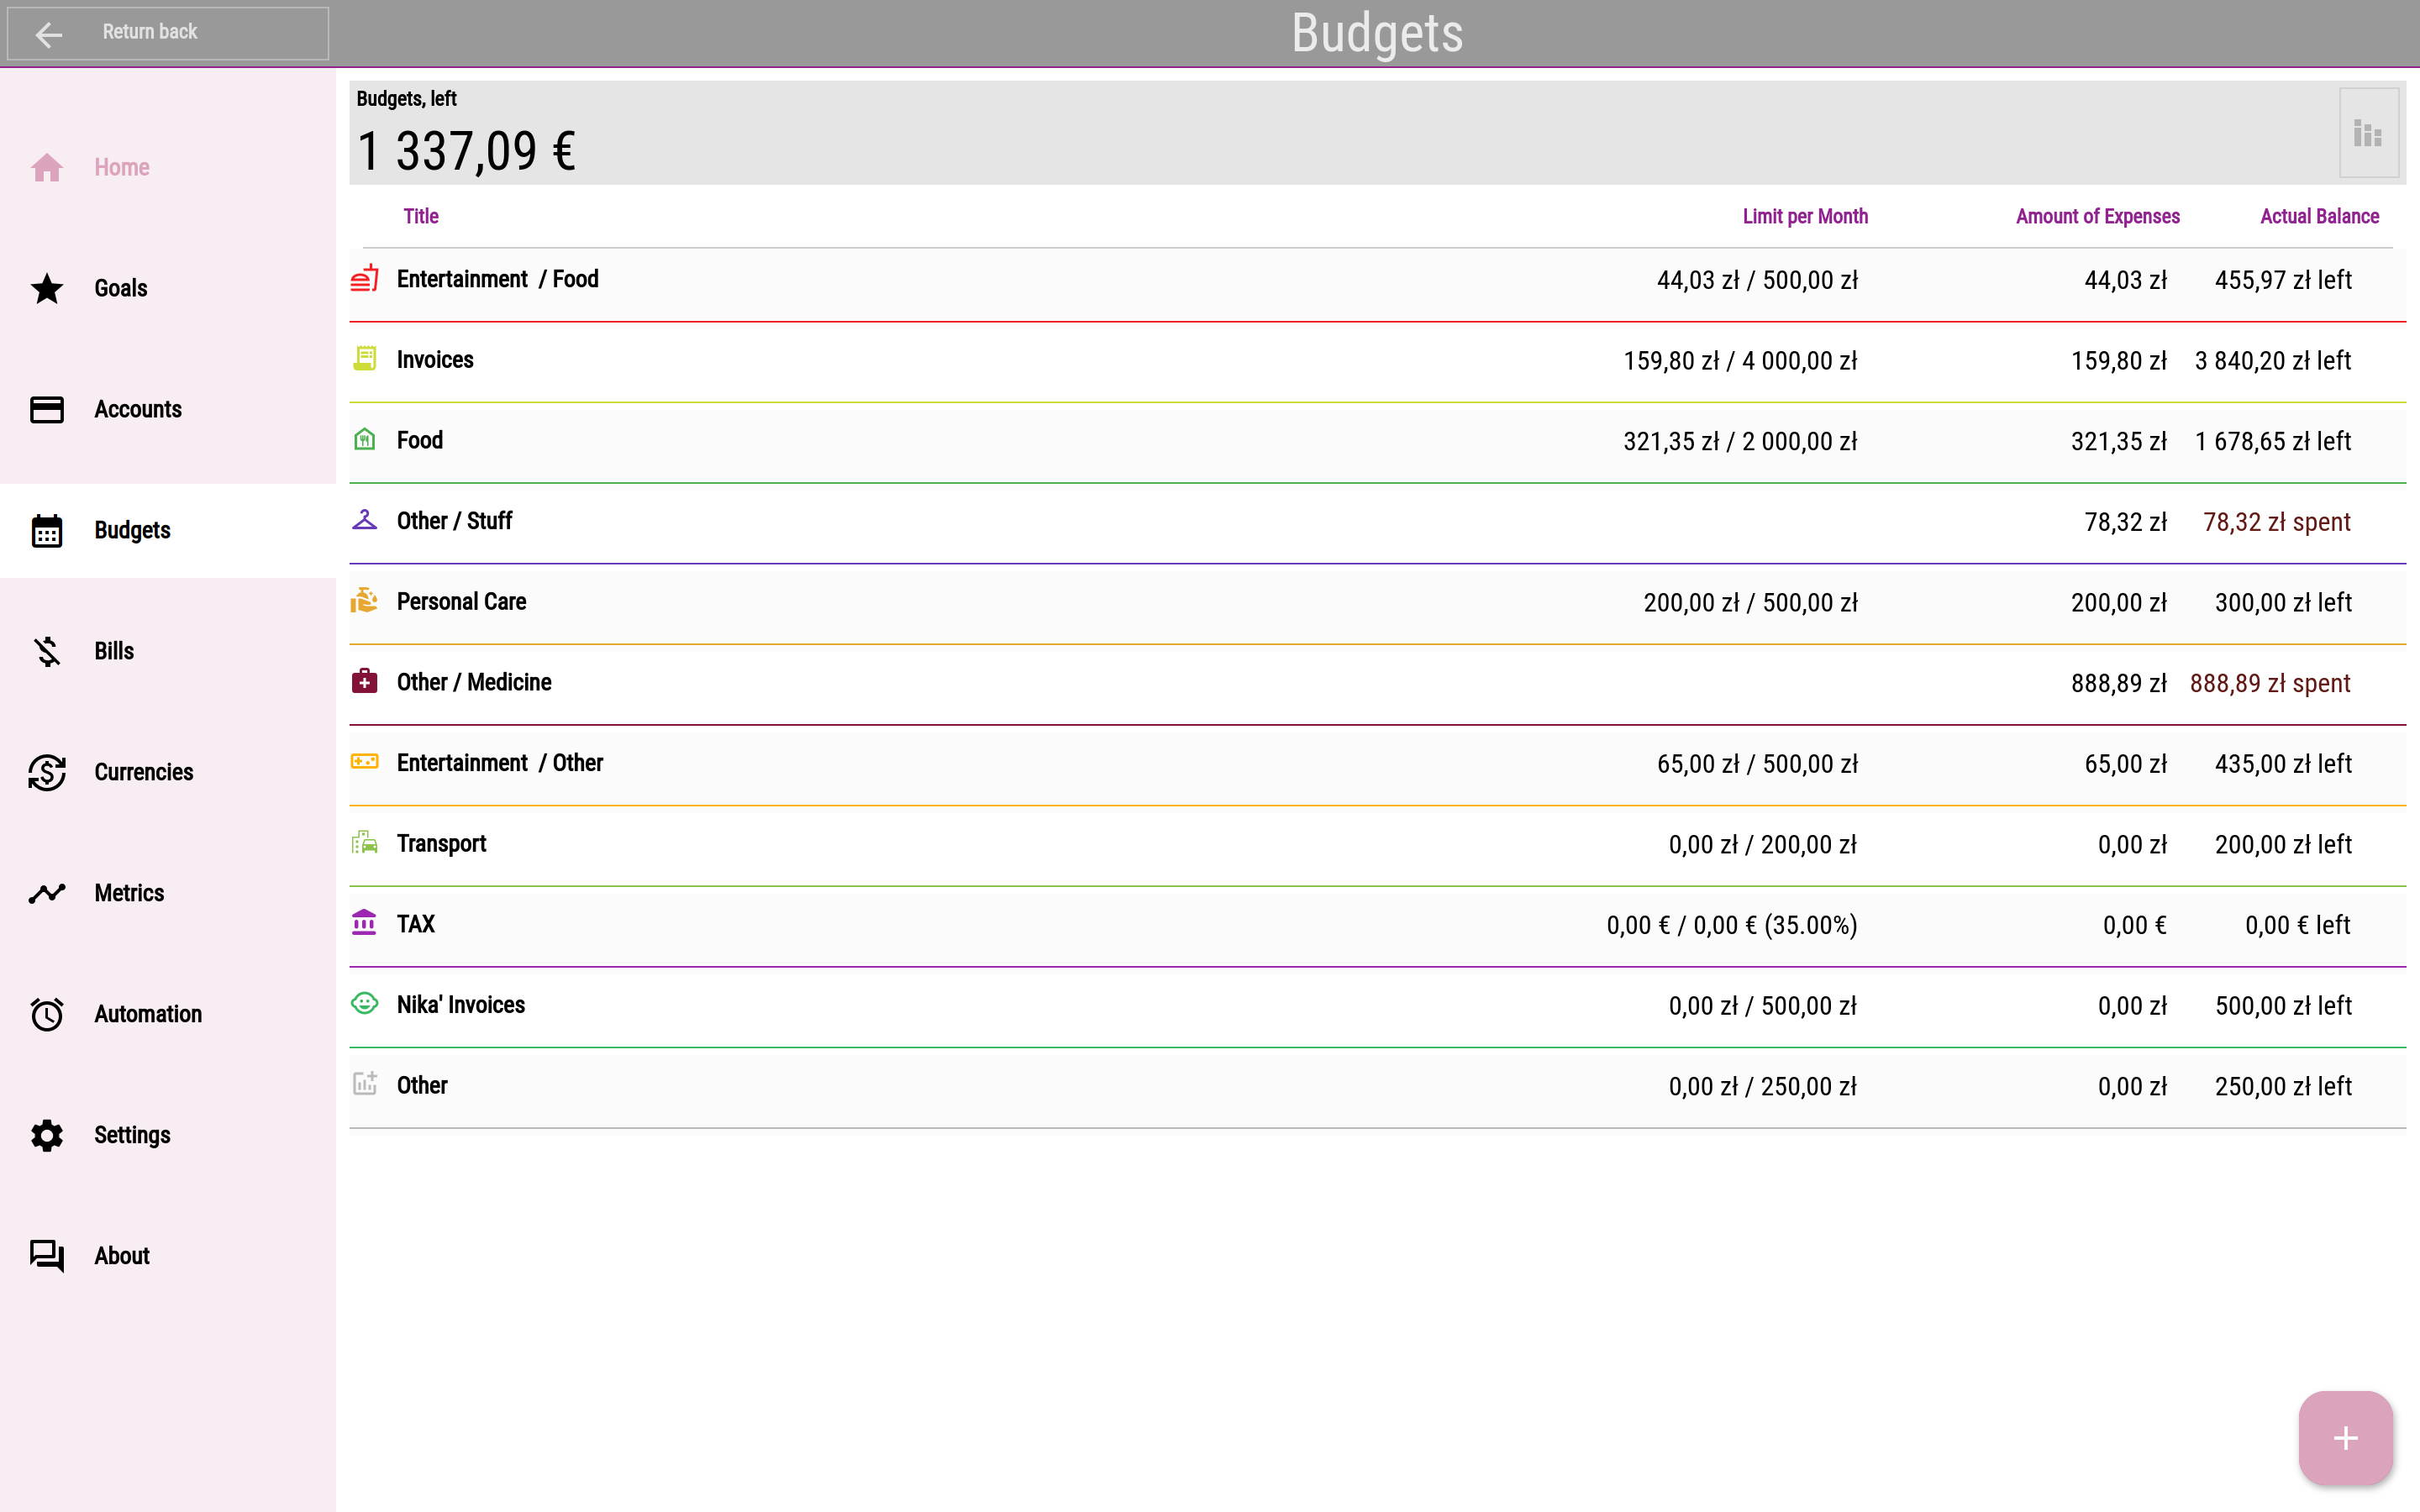 Return back
Budgets
Home
Goals
Accounts
Budgets
Bills
Currencies
Metrics
Automation
Settings
About
Budgets, left
1 337,09 €
Title Limit per Month Amount of Expenses Actual Balance
Entertainment / Food 44,03 zł / 500,00 zł 44,03 zł 455,97 zł left
Invoices 159,80 zł / 4 000,00 zł 159,80 zł 3 840,20 zł left
Food 321,35 zł / 2 000,00 zł 321,35 zł 1 678,65 zł left
Other / Stuff 78,32 zł 78,32 zł spent
Personal Care 200,00 zł / 500,00 zł 200,00 zł 300,00 zł left
Other / Medicine 888,89 zł 888,89 zł spent
Entertainment / Other 65,00 zł / 500,00 zł 65,00 zł 435,00 zł left
Transport 0,00 zł / 200,00 zł 0,00 zł 200,00 zł left
TAX 0,00 € / 0,00 € (35.00%) 0,00 € 0,00 € left
Nika' Invoices 0,00 zł / 500,00 zł 0,00 zł 500,00 zł left
Other 0,00 zł / 250,00 zł 0,00 zł 250,00 zł left